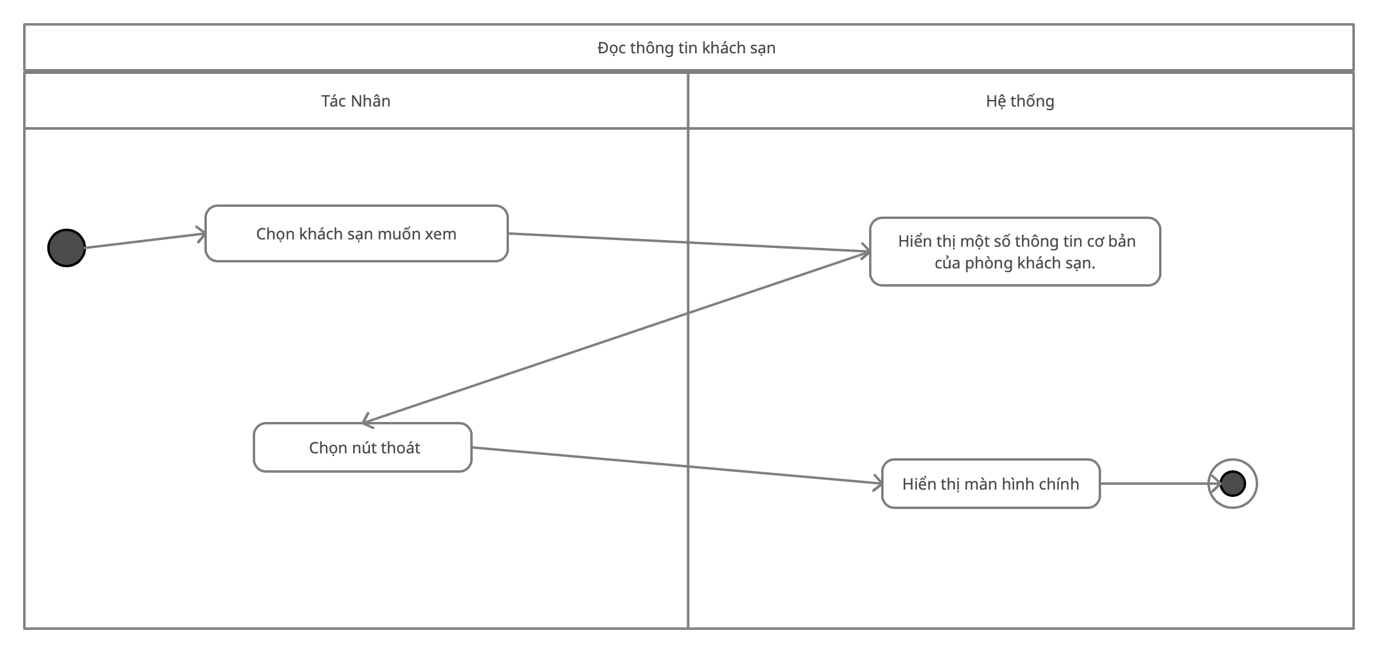 Đọc thông tin khách sạn
Tác Nhân
Hệ thống
Chọn khách sạn muốn xem
Hiển thị một số thông tin cơ bản
của phòng khách sạn.
Chọn nút thoát
Hiển thị màn hình chính